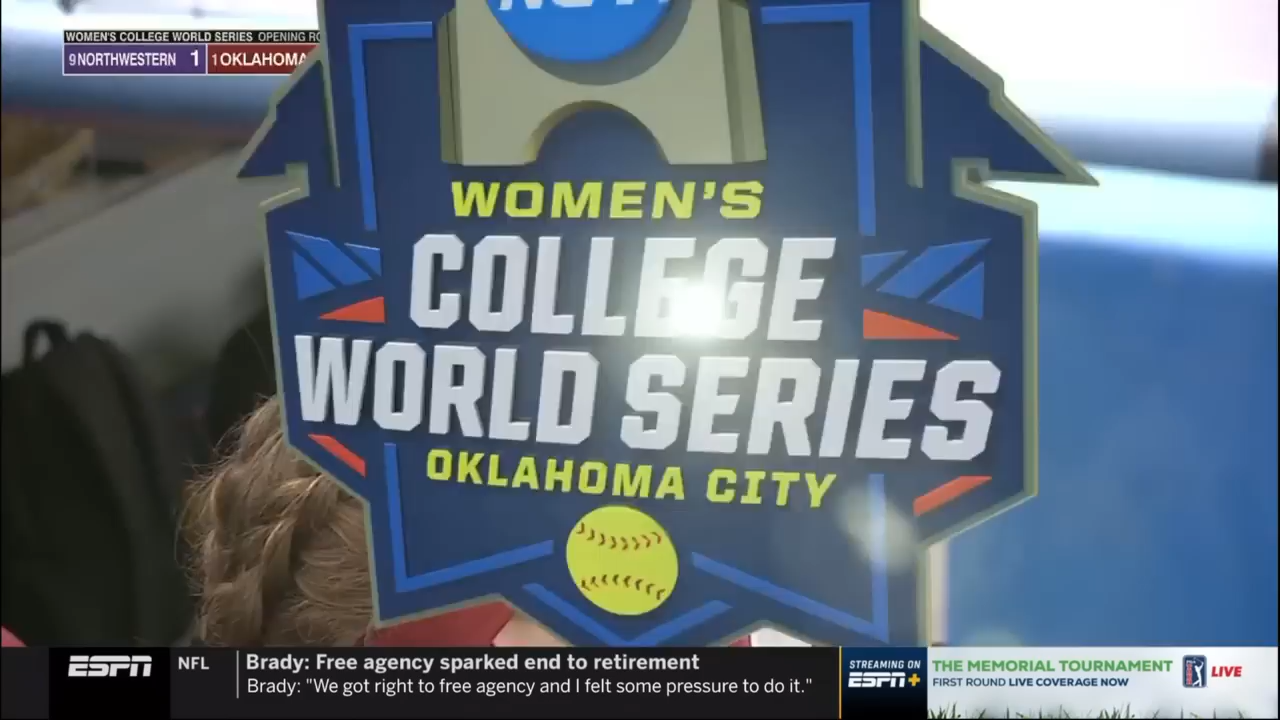 WOMEN'S COLLEGE WORLD SERIES OPENING
9 NORTHWESTERN 1 1 OKLAHOMA
NCAA
WOMEN'S
COLLEGE
WORLD SERIES
OKLAHOMA CITY
ESPN NFL Brady: Free agency sparked end to retirement
Brady: "We got right to free agency and I felt some pressure to do it."
STREAMING ON
ESPN+
THE MEMORIAL TOURNAMENT
FIRST ROUND LIVE COVERAGE NOW
LIVE